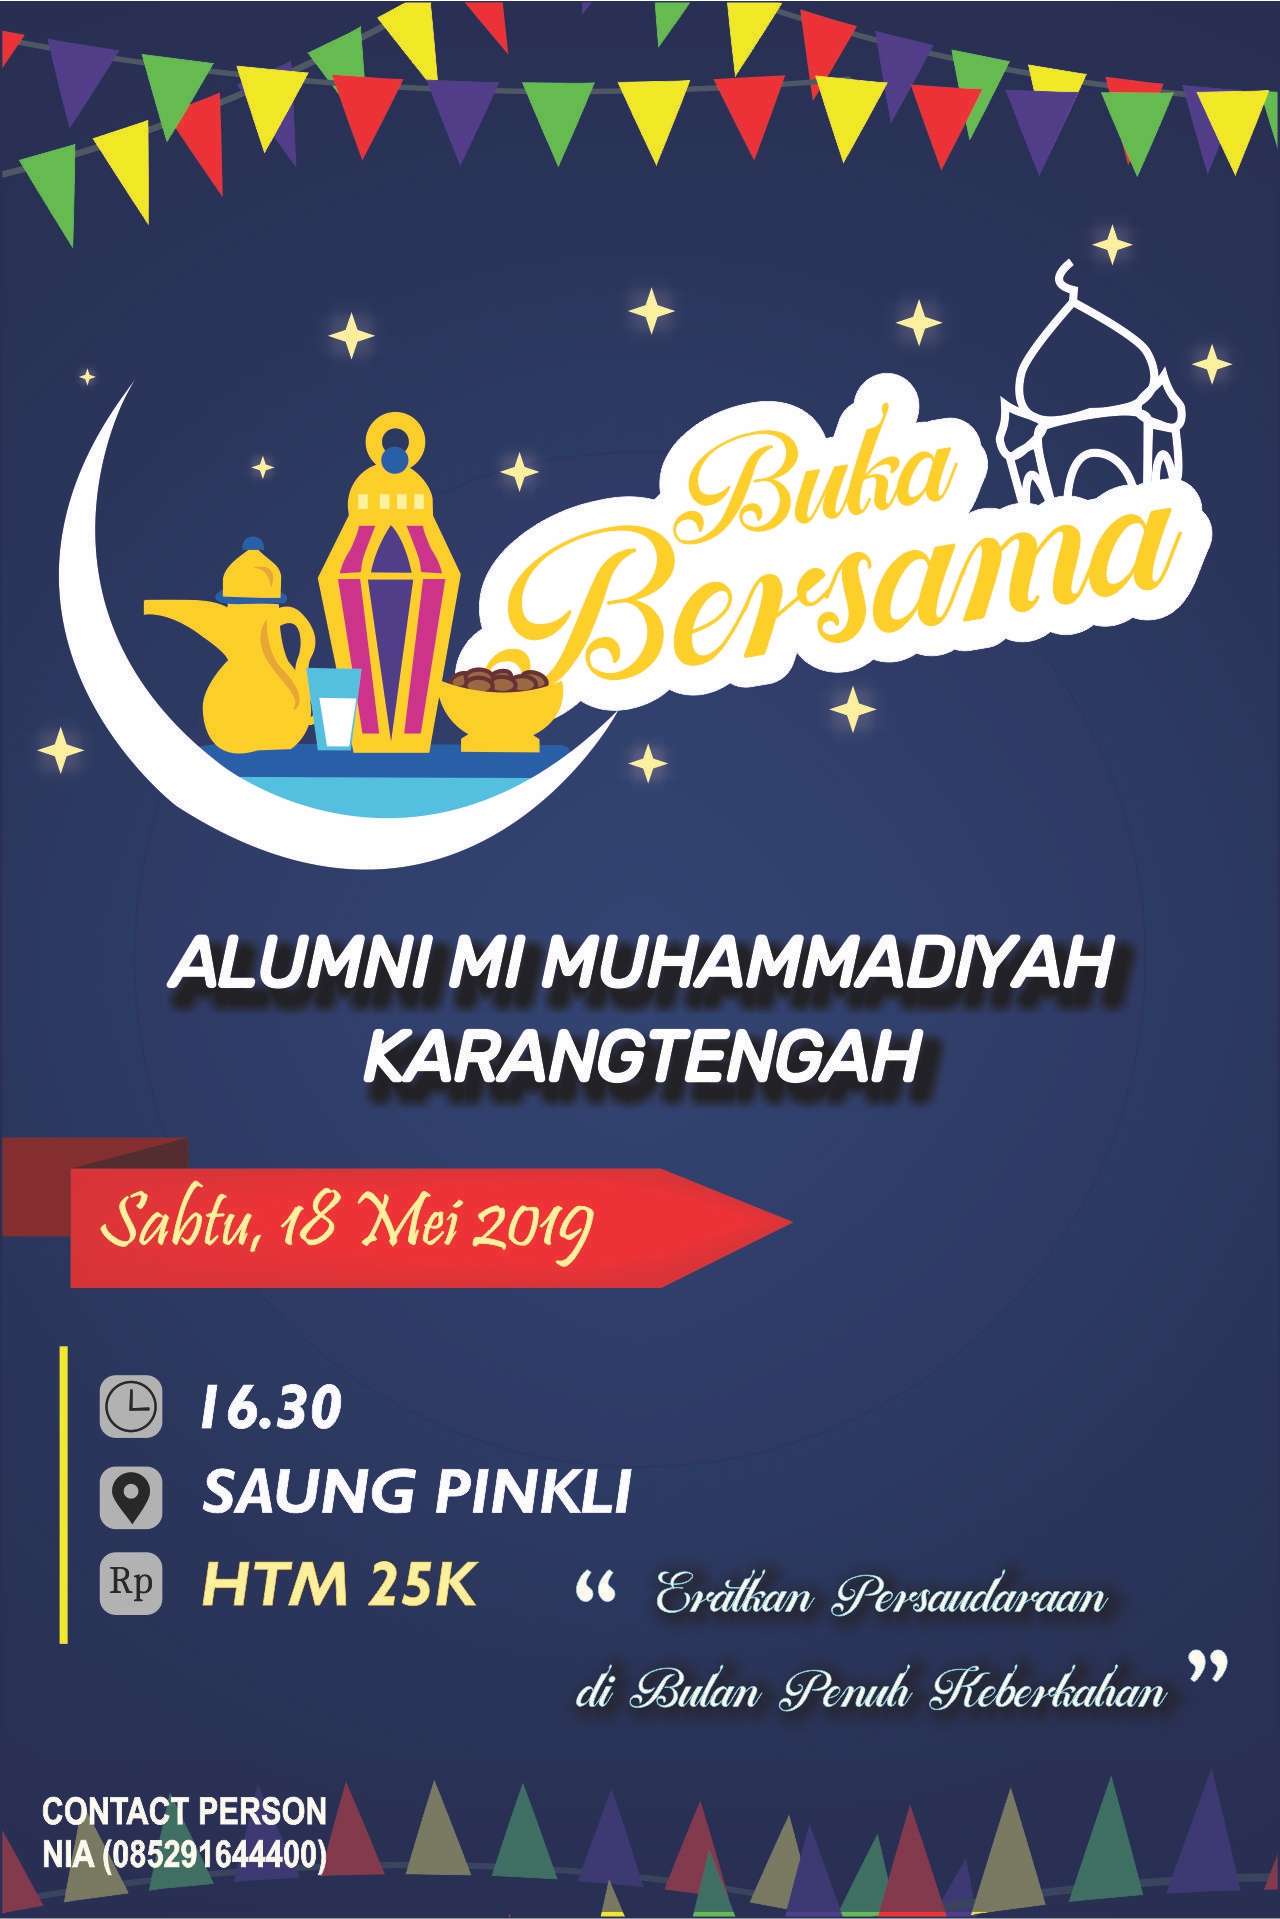 Buka
Bersama
ALUMNI MI MUHAMMADIYAH
KARANGTENGAH
Sabtu, 18 Mei 2019
16.30
SAUNG PINKLI
Rp
HTM 25K
“ Eratkan Persaudaraan
di Bulan Penuh Keberkahan ”
CONTACT PERSON
NIA (085291644400)